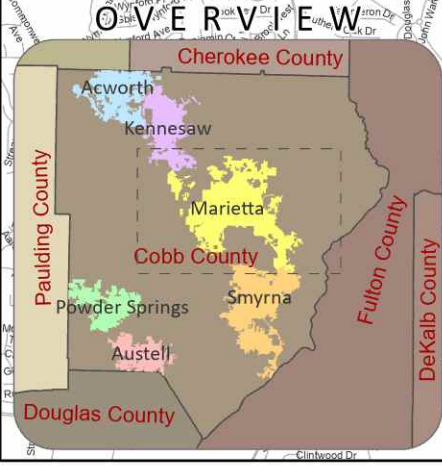 OVERVIEW
Cherokee County
Acworth
Kennesaw
Paulding County
Marietta
Cobb County
Fulton County
DeKalb County
Powder Springs
Smyrna
Austell
Douglas County
Clintwood Dr